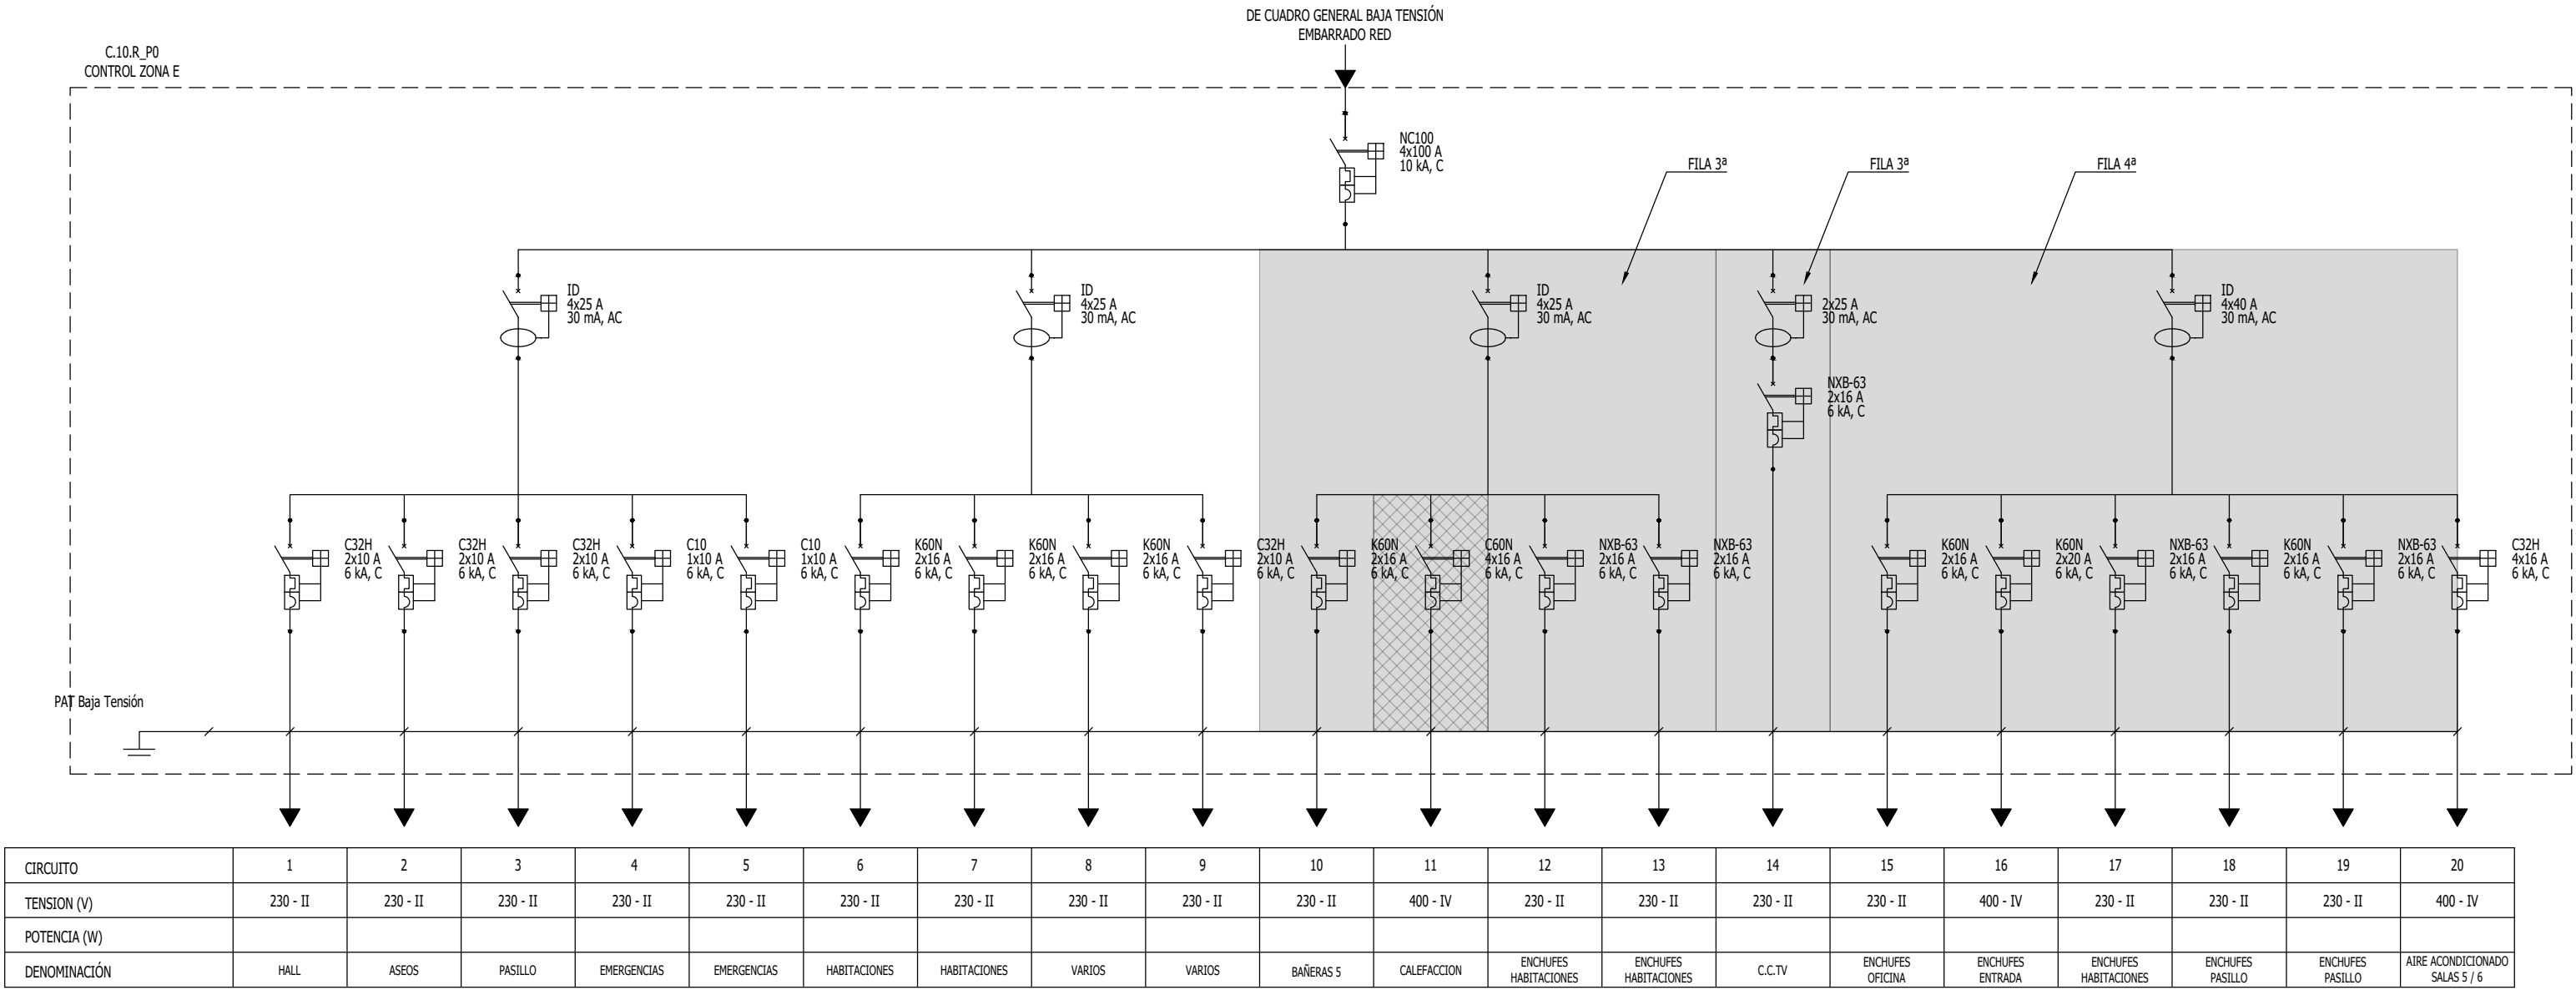 DE CUADRO GENERAL BAJA TENSIÓN
EMBARRADO RED
C.10.R_P0
CONTROL ZONA E
NC100
4x100 A
10 kA, C
FILA 3ª
FILA 3ª
FILA 4ª
ID
4x25 A
30 mA, AC
ID
4x25 A
30 mA, AC
ID
4x25 A
30 mA, AC
2x25 A
30 mA, AC
ID
4x40 A
30 mA, AC
NXB-63
2x16 A
6 kA, C
C32H
2x10 A
6 kA, C
C32H
2x10 A
6 kA, C
C32H
2x10 A
6 kA, C
C10
1x10 A
6 kA, C
C10
1x10 A
6 kA, C
K60N
2x16 A
6 kA, C
K60N
2x16 A
6 kA, C
K60N
2x16 A
6 kA, C
C32H
2x10 A
6 kA, C
K60N
2x16 A
6 kA, C
C60N
4x16 A
6 kA, C
NXB-63
2x16 A
6 kA, C
NXB-63
2x16 A
6 kA, C
K60N
2x16 A
6 kA, C
K60N
2x20 A
6 kA, C
NXB-63
2x16 A
6 kA, C
K60N
2x16 A
6 kA, C
NXB-63
2x16 A
6 kA, C
C32H
4x16 A
6 kA, C
PAT Baja Tensión
CIRCUITO 1 2 3 4 5 6 7 8 9 10 11 12 13 14 15 16 17 18 19 20
TENSION (V) 230 - II 230 - II 230 - II 230 - II 230 - II 230 - II 230 - II 230 - II 230 - II 230 - II 400 - IV 230 - II 230 - II 230 - II 230 - II 400 - IV 230 - II 230 - II 230 - II 400 - IV
POTENCIA (W)
DENOMINACIÓN HALL ASEOS PASILLO EMERGENCIAS EMERGENCIAS HABITACIONES HABITACIONES VARIOS VARIOS BAÑERAS 5 CALEFACCION
ENCHUFES
HABITACIONES
ENCHUFES
HABITACIONES
C.C.TV
ENCHUFES
OFICINA
ENCHUFES
ENTRADA
ENCHUFES
HABITACIONES
ENCHUFES
PASILLO
ENCHUFES
PASILLO
AIRE ACONDICIONADO
SALAS 5 / 6